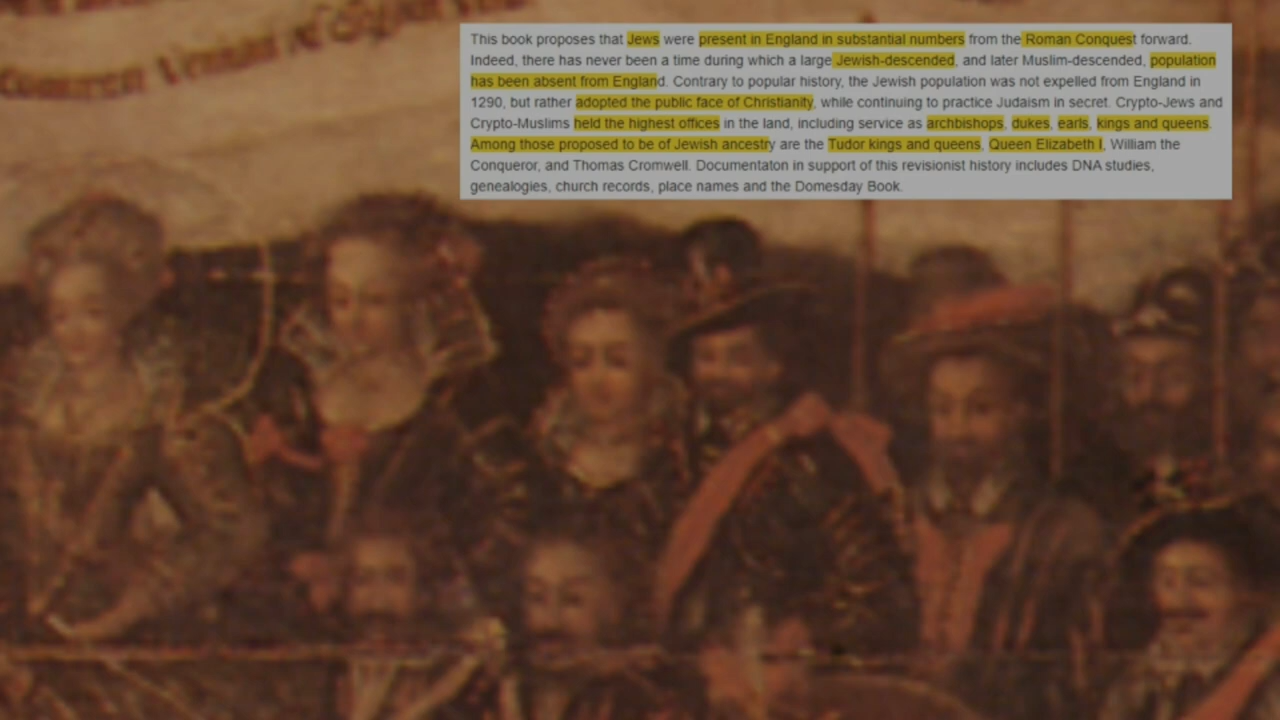 This book proposes that Jews were present in England in substantial numbers from the Roman Conquest forward.
Indeed, there has never been a time during which a large Jewish-descended, and later Muslim-descended, population
has been absent from England. Contrary to popular history, the Jewish population was not expelled from England in
1290, but rather adopted the public face of Christianity, while continuing to practice Judaism in secret. Crypto-Jews and
Crypto-Muslims held the highest offices in the land, including service as archbishops, dukes, earls, kings and queens.
Among those proposed to be of Jewish ancestry are the Tudor kings and queens, Queen Elizabeth I, William the
Conqueror, and Thomas Cromwell. Documentaton in support of this revisionist history includes DNA studies,
genealogies, church records, place names and the Domesday Book.